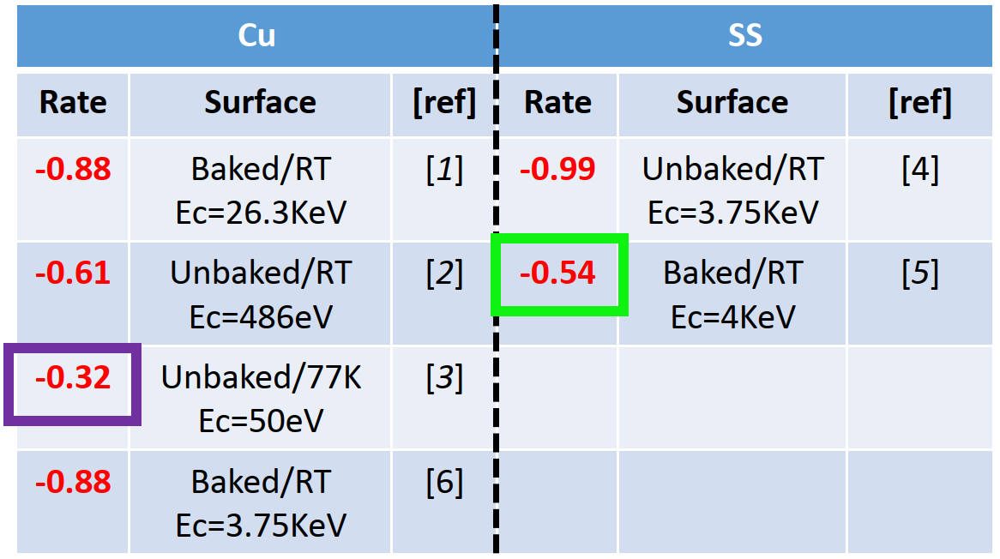 Cu SS
Rate Surface [ref] Rate Surface [ref]
-0.88 Baked/RT [1] -0.99 Unbaked/RT [4]
Ec=26.3KeV Ec=3.75KeV
-0.61 Unbaked/RT [2] -0.54 Baked/RT [5]
Ec=486eV Ec=4KeV
-0.32 Unbaked/77K [3]
Ec=50eV
-0.88 Baked/RT [6]
Ec=3.75KeV